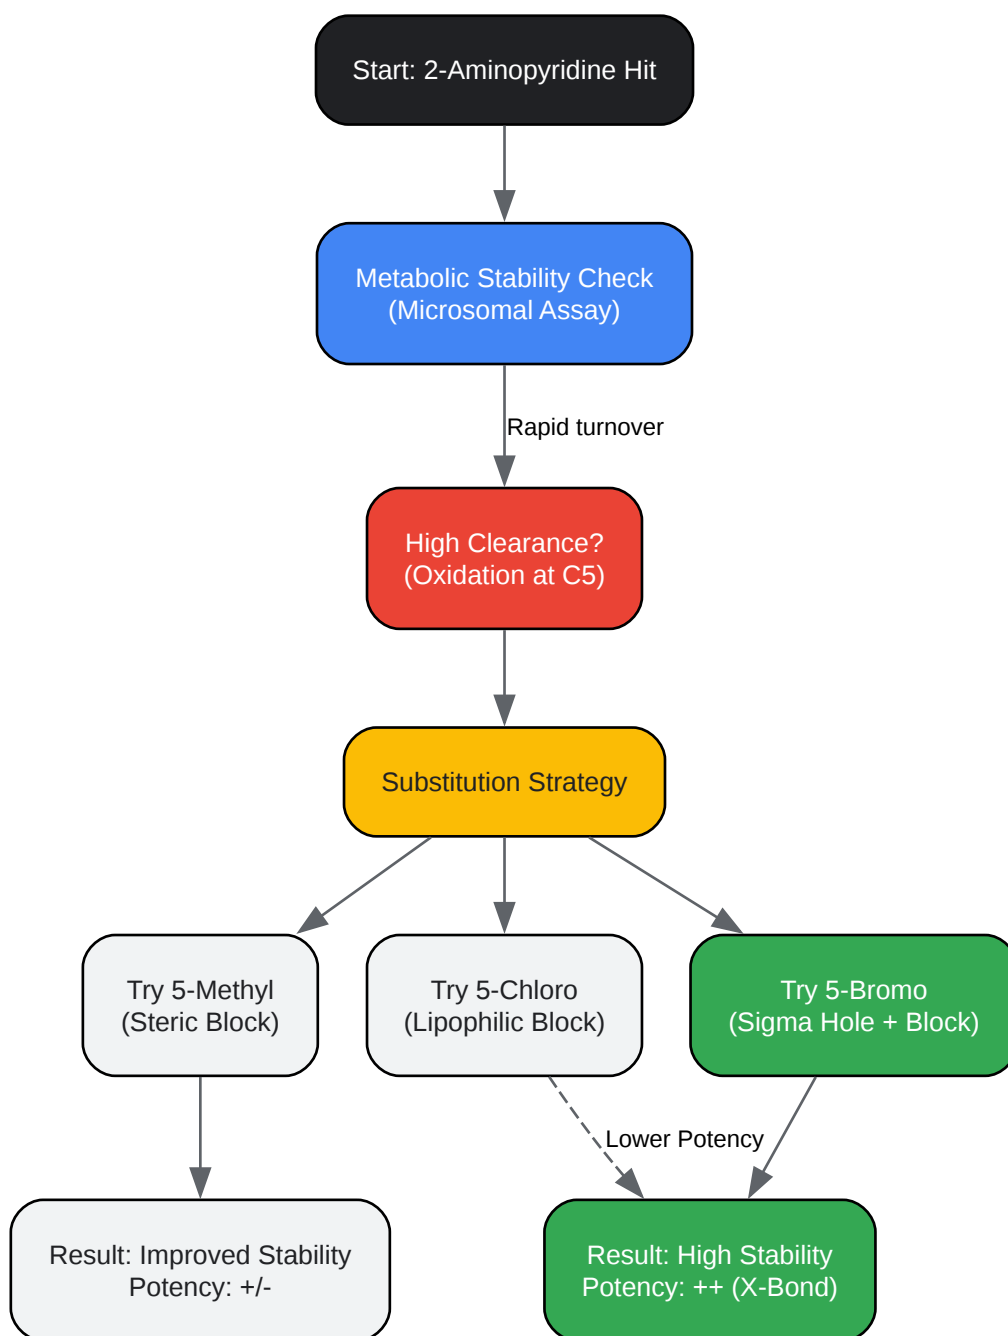 Start: 2-Aminopyridine Hit
Metabolic Stability Check
(Microsomal Assay)
Rapid turnover
High Clearance?
(Oxidation at C5)
Substitution Strategy
Try 5-Methyl
(Steric Block)
Try 5-Chloro
(Lipophilic Block)
Try 5-Bromo
(Sigma Hole + Block)
Lower Potency
Result: Improved Stability
Potency: +/-
Result: High Stability
Potency: ++ (X-Bond)